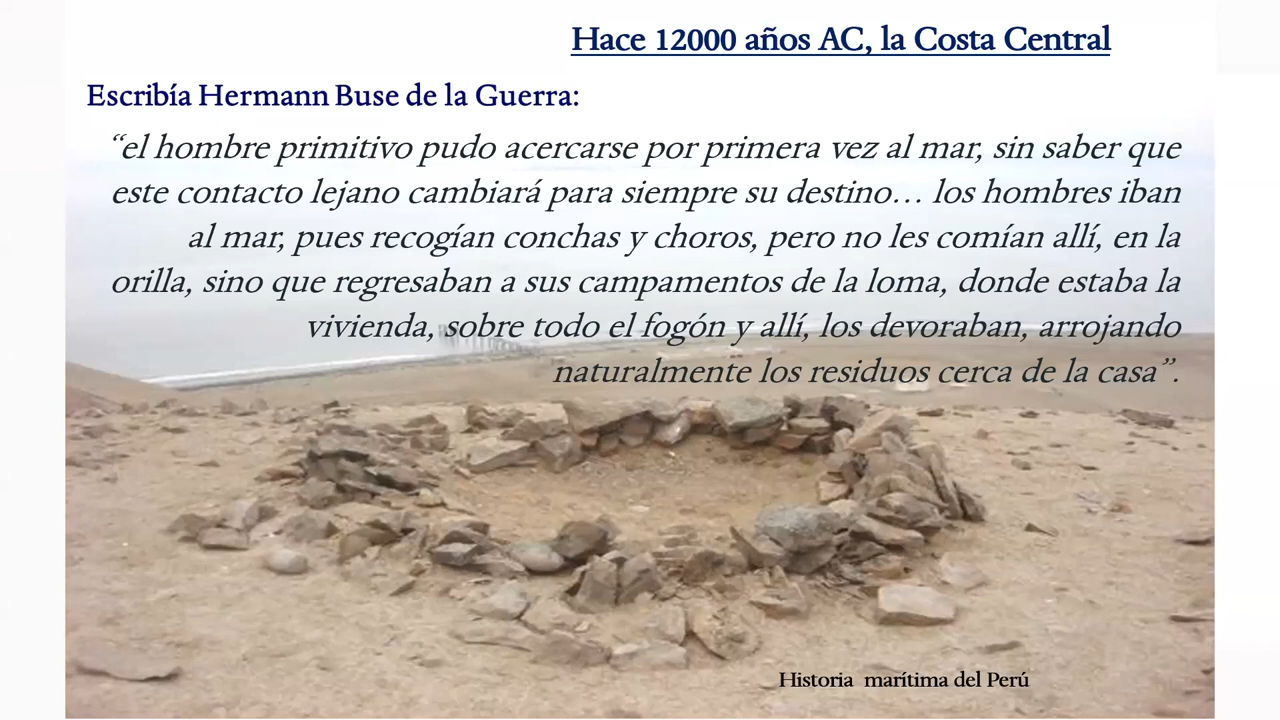 Hace 12000 años AC, la Costa Central
Escribía Hermann Buse de la Guerra:
“el hombre primitivo pudo acercarse por primera vez al mar, sin saber que
este contacto lejano cambiará para siempre su destino… los hombres iban
al mar, pues recogían conchas y choros, pero no les comían allí, en la
orilla, sino que regresaban a sus campamentos de la loma, donde estaba la
vivienda, sobre todo el fogón y allí, los devoraban, arrojando
naturalmente los residuos cerca de la casa”.
Historia marítima del Perú